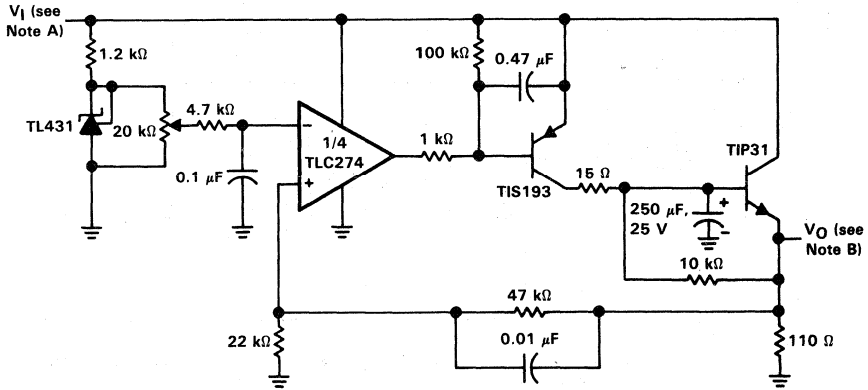 VI (see
Note A)
1.2 kΩ
TL431
20 kΩ
4.7 kΩ
0.1 μF
−
1/4
TLC274
+
100 kΩ
0.47 μF
1 kΩ
TIS193
15 Ω
TIP31
250 μF,
25 V
+
−
VO (see
Note B)
10 kΩ
47 kΩ
0.01 μF
22 kΩ
110 Ω